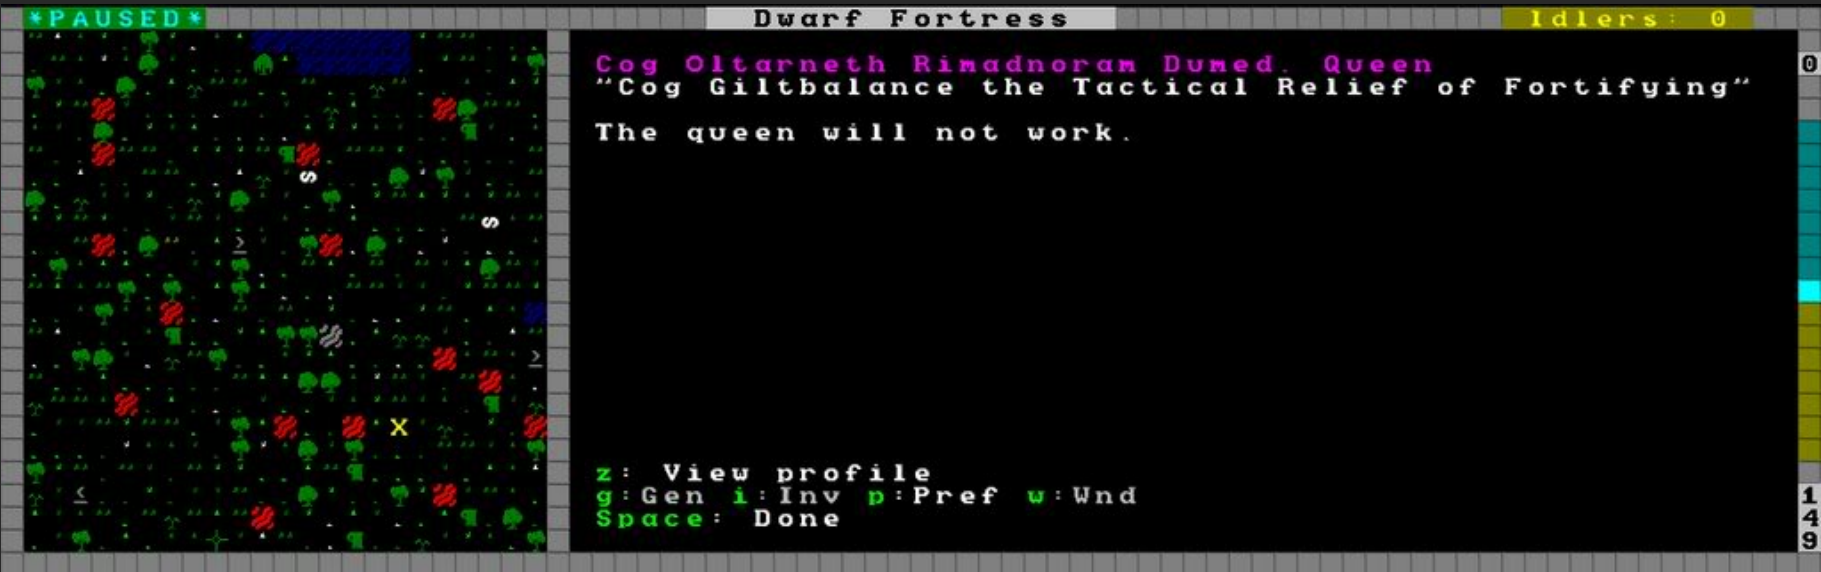 *PAUSED*
Dwarf Fortress
Idlers: 0
Cog Oltarneth Rimadnoram Dumed, Queen
"Cog Giltbalance the Tactical Relief of Fortifying"
The queen will not work.
z: View profile
g:Gen i:Inv p:Pref w:Wnd
Space: Done
0
149